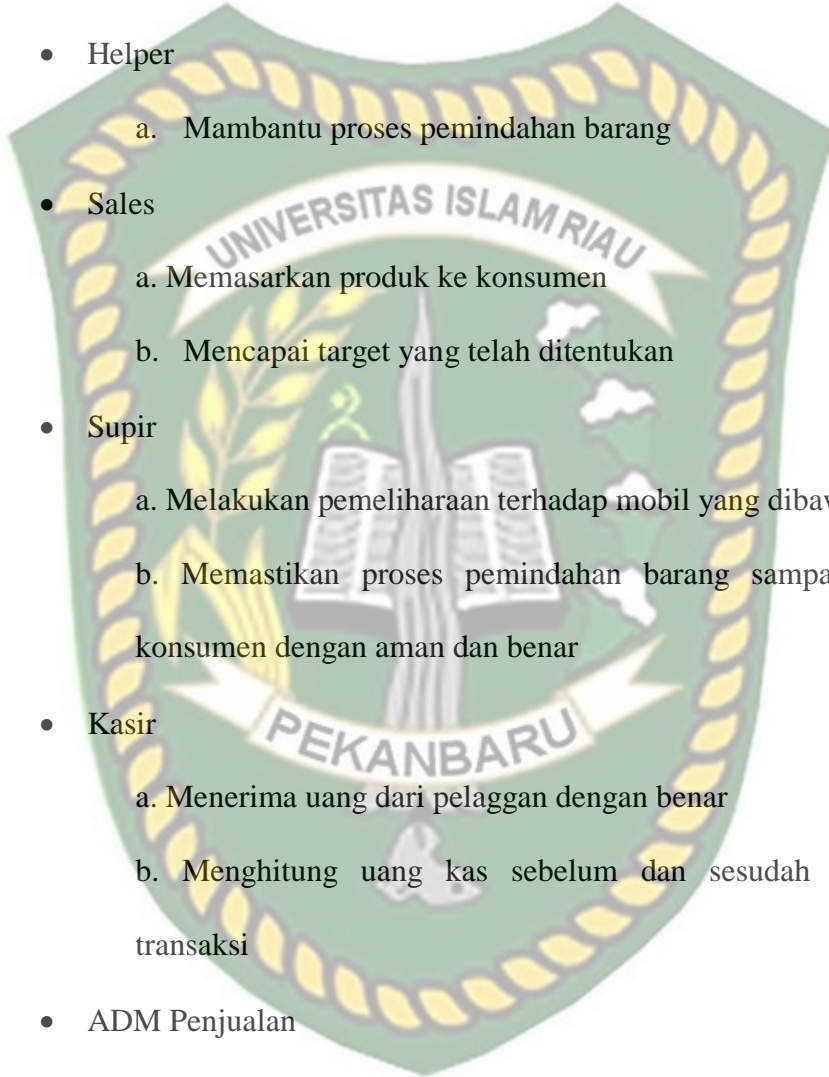 • Helper
a. Mambantu proses pemindahan barang
• Sales
UNIVERSITAS ISLAM RIAU
a. Memasarkan produk ke konsumen
b. Mencapai target yang telah ditentukan
• Supir
a. Melakukan pemeliharaan terhadap mobil yang
b. Memastikan proses pemindahan barang
konsumen dengan aman dan benar
• Kasir
PEKANBARU
a. Menerima uang dari pelaggan dengan benar
b. Menghitung uang kas sebelum dan sesudah
transaksi
• ADM Penjualan